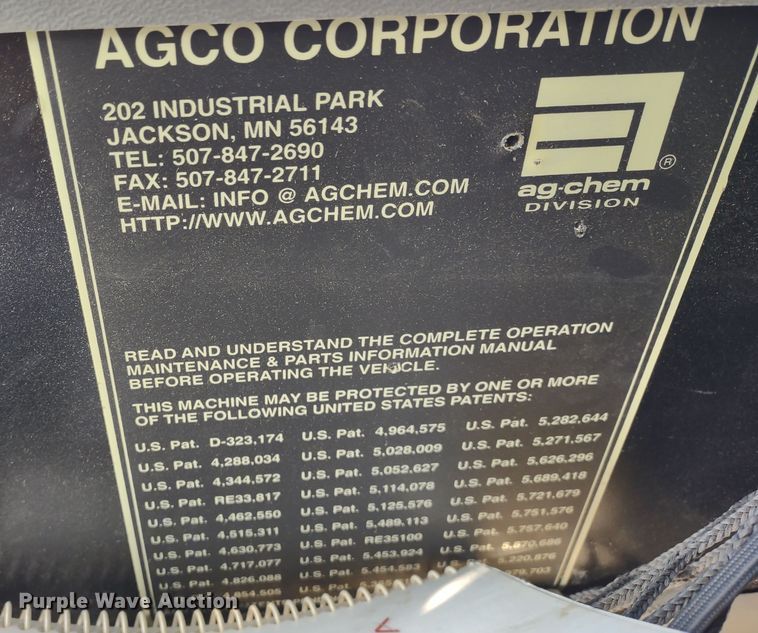 AGCO CORPORATION
202 INDUSTRIAL PARK
JACKSON, MN 56143
TEL: 507-847-2690
FAX: 507-847-2711
E-MAIL: INFO @ AGCHEM.COM
HTTP://WWW.AGCHEM.COM
®
ag-chem
DIVISION
READ AND UNDERSTAND THE COMPLETE OPERATION
MAINTENANCE & PARTS INFORMATION MANUAL
BEFORE OPERATING THE VEHICLE.
THIS MACHINE MAY BE PROTECTED BY ONE OR MORE
OF THE FOLLOWING UNITED STATES PATENTS:
U.S. Pat. D-323,174 U.S. Pat. 4,964,575 U.S. Pat. 5,282,644
U.S. Pat. 4,288,034 U.S. Pat. 5,028,009 U.S. Pat. 5,271,567
U.S. Pat. 4,344,572 U.S. Pat. 5,052,627 U.S. Pat. 5,626,296
U.S. Pat. RE33,817 U.S. Pat. 5,114,078 U.S. Pat. 5,689,418
U.S. Pat. 4,462,550 U.S. Pat. 5,125,576 U.S. Pat. 5,721,679
U.S. Pat. 4,515,311 U.S. Pat. 5,489,113 U.S. Pat. 5,751,576
U.S. Pat. 4,630,773 U.S. Pat. RE35100 U.S. Pat. 5,757,640
U.S. Pat. 4,717,077 U.S. Pat. 5,453,924 U.S. Pat. 5,870,686
U.S. Pat. 4,826,088 U.S. Pat. 5,454,583 U.S. Pat.
Purple Wave Auction